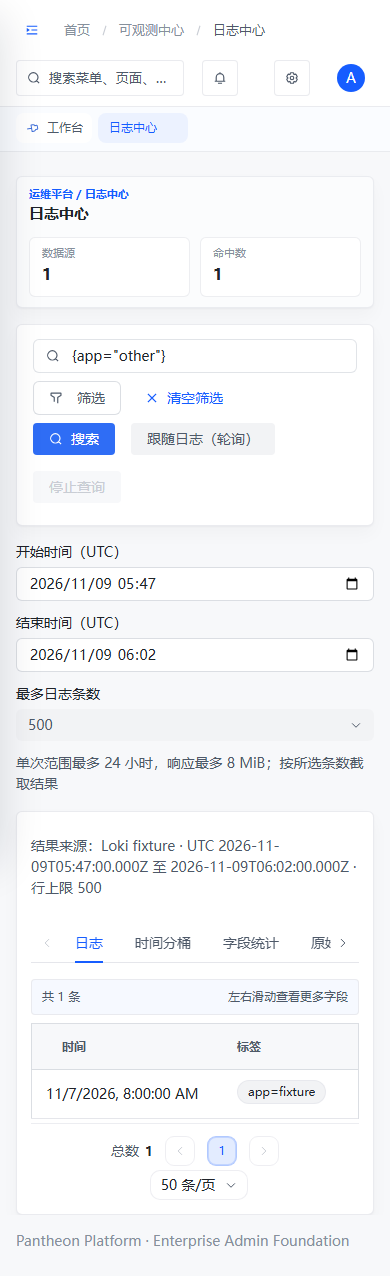 首页 / 可观测中心 / 日志中心
搜索菜单、页面、...
A
工作台 日志中心
运维平台 / 日志中心
日志中心
数据源 命中数
1 1
{app="other"}
筛选 清空筛选
搜索 跟随日志（轮询）
停止查询
开始时间（UTC）
2026/11/09 05:47
结束时间（UTC）
2026/11/09 06:02
最多日志条数
500
单次范围最多 24 小时，响应最多 8 MiB；按所选条数截
取结果
结果来源：Loki fixture · UTC 2026-11-
09T05:47:00.000Z 至 2026-11-09T06:02:00.000Z ·
行上限 500
日志 时间分桶 字段统计
共 1 条 左右滑动查看更多字段
时间 标签
11/7/2026, 8:00:00 AM app=fixture
总数 1 1
50 条/页
Pantheon Platform · Enterprise Admin Foundation